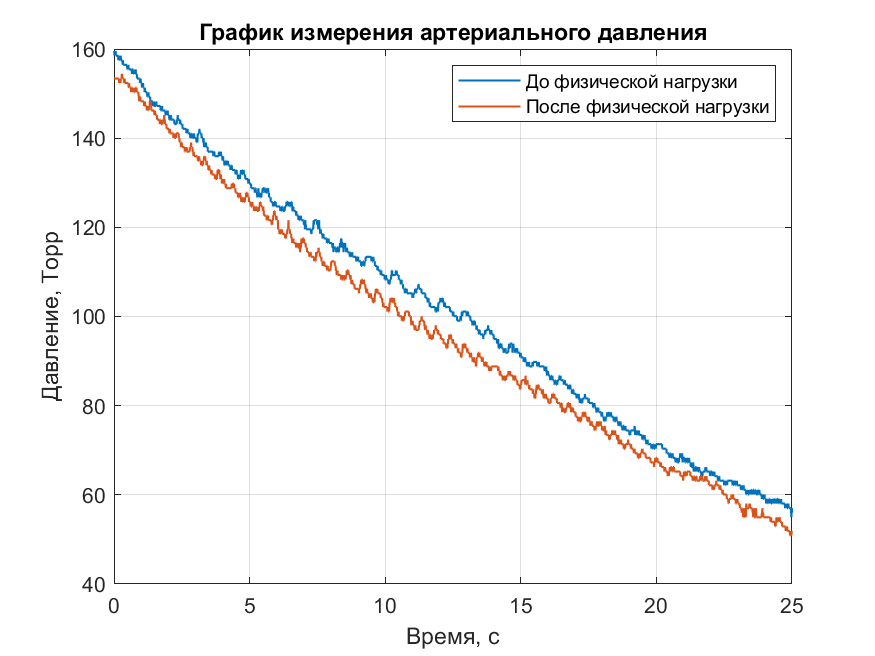 График измерения артериального давления
До физической нагрузки
После физической нагрузки
Давление, Торр
160
140
120
100
80
60
40
0 5 10 15 20 25
Время, с